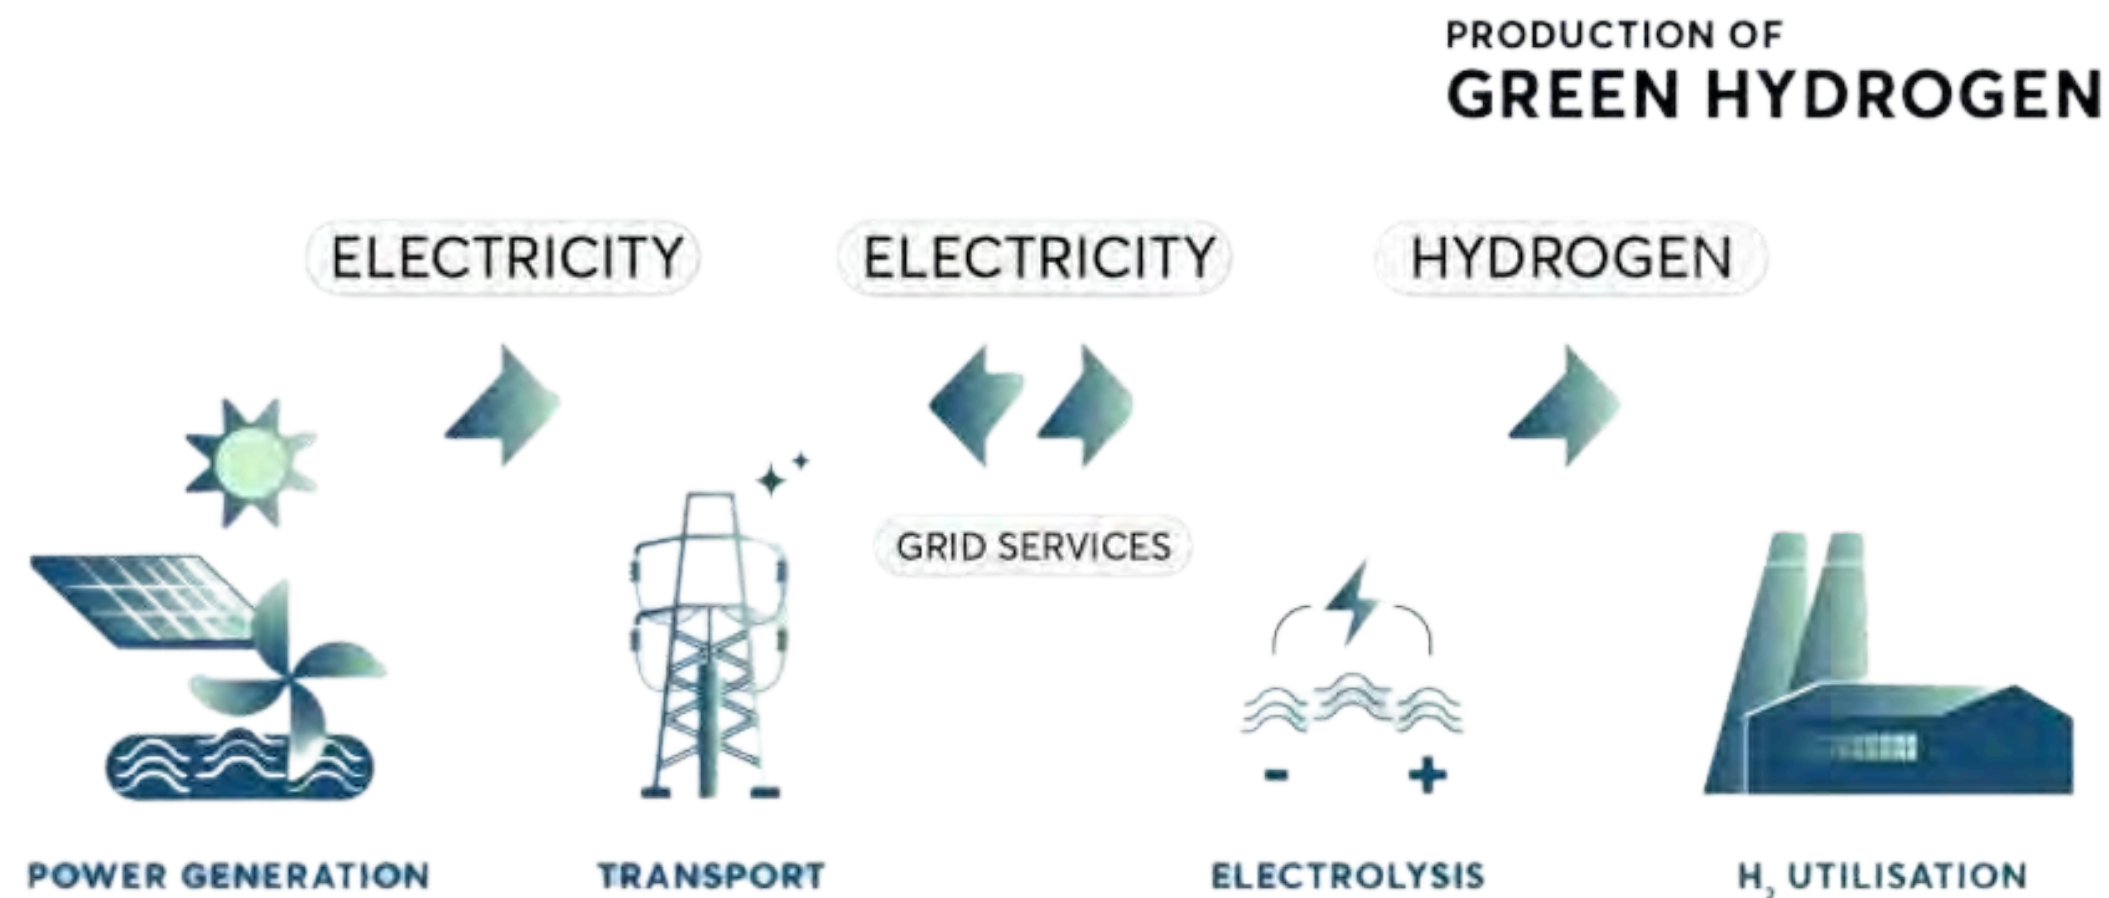 PRODUCTION OF
GREEN HYDROGEN
ELECTRICITY
ELECTRICITY
HYDROGEN
GRID SERVICES
- +
POWER GENERATION
TRANSPORT
ELECTROLYSIS
H₂ UTILISATION